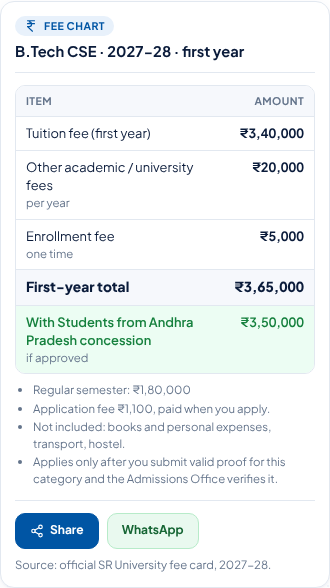 ₹ FEE CHART
B.Tech CSE · 2027–28 · first year
ITEM AMOUNT
Tuition fee (first year) ₹3,40,000
Other academic / university ₹20,000
fees
per year
Enrollment fee ₹5,000
one time
First-year total ₹3,65,000
With Students from Andhra ₹3,50,000
Pradesh concession
if approved
• Regular semester: ₹1,80,000
• Application fee ₹1,100, paid when you apply.
• Not included: books and personal expenses,
transport, hostel.
• Applies only after you submit valid proof for this
category and the Admissions Office verifies it.
Share WhatsApp
Source: official SR University fee card, 2027–28.